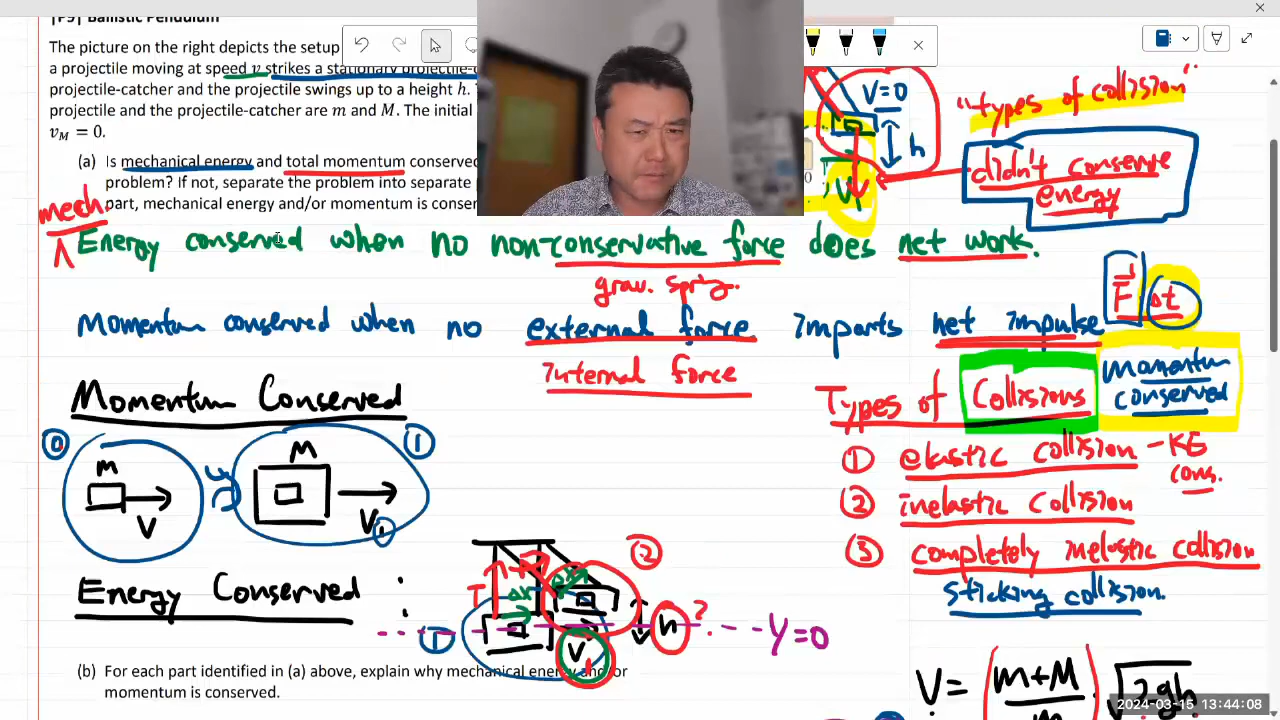 [P9] Ballistic Pendulum
The picture on the right depicts the setup
a projectile moving at speed v strikes a stationary projectile-c
projectile-catcher and the projectile swings up to a height h.
projectile and the projectile-catcher are m and M. The initial
v_M = 0.
(a) Is mechanical energy and total momentum conserved
problem? If not, separate the problem into separate
part, mechanical energy and/or momentum is conser
V=0
h
V₁
"types of collision"
didn't conserve
energy
mech
Energy conserved when no non-conservative force does net work.
grav. spring.
F Δt
Momentum conserved when no external force imparts net impulse
internal force
Momentum Conserved
Types of Collisions
momentum
conserved
① elastic collision - KE
cons.
② inelastic collision
③ completely inelastic collision
sticking collision.
⓪ m V
M V₁ ①
Energy Conserved :
②
T
① V₁ h ? y=0
(b) For each part identified in (a) above, explain why mechanical energy and/or
momentum is conserved.
V = (m+M / m) · √2gh
2024-03-15 13:44:08